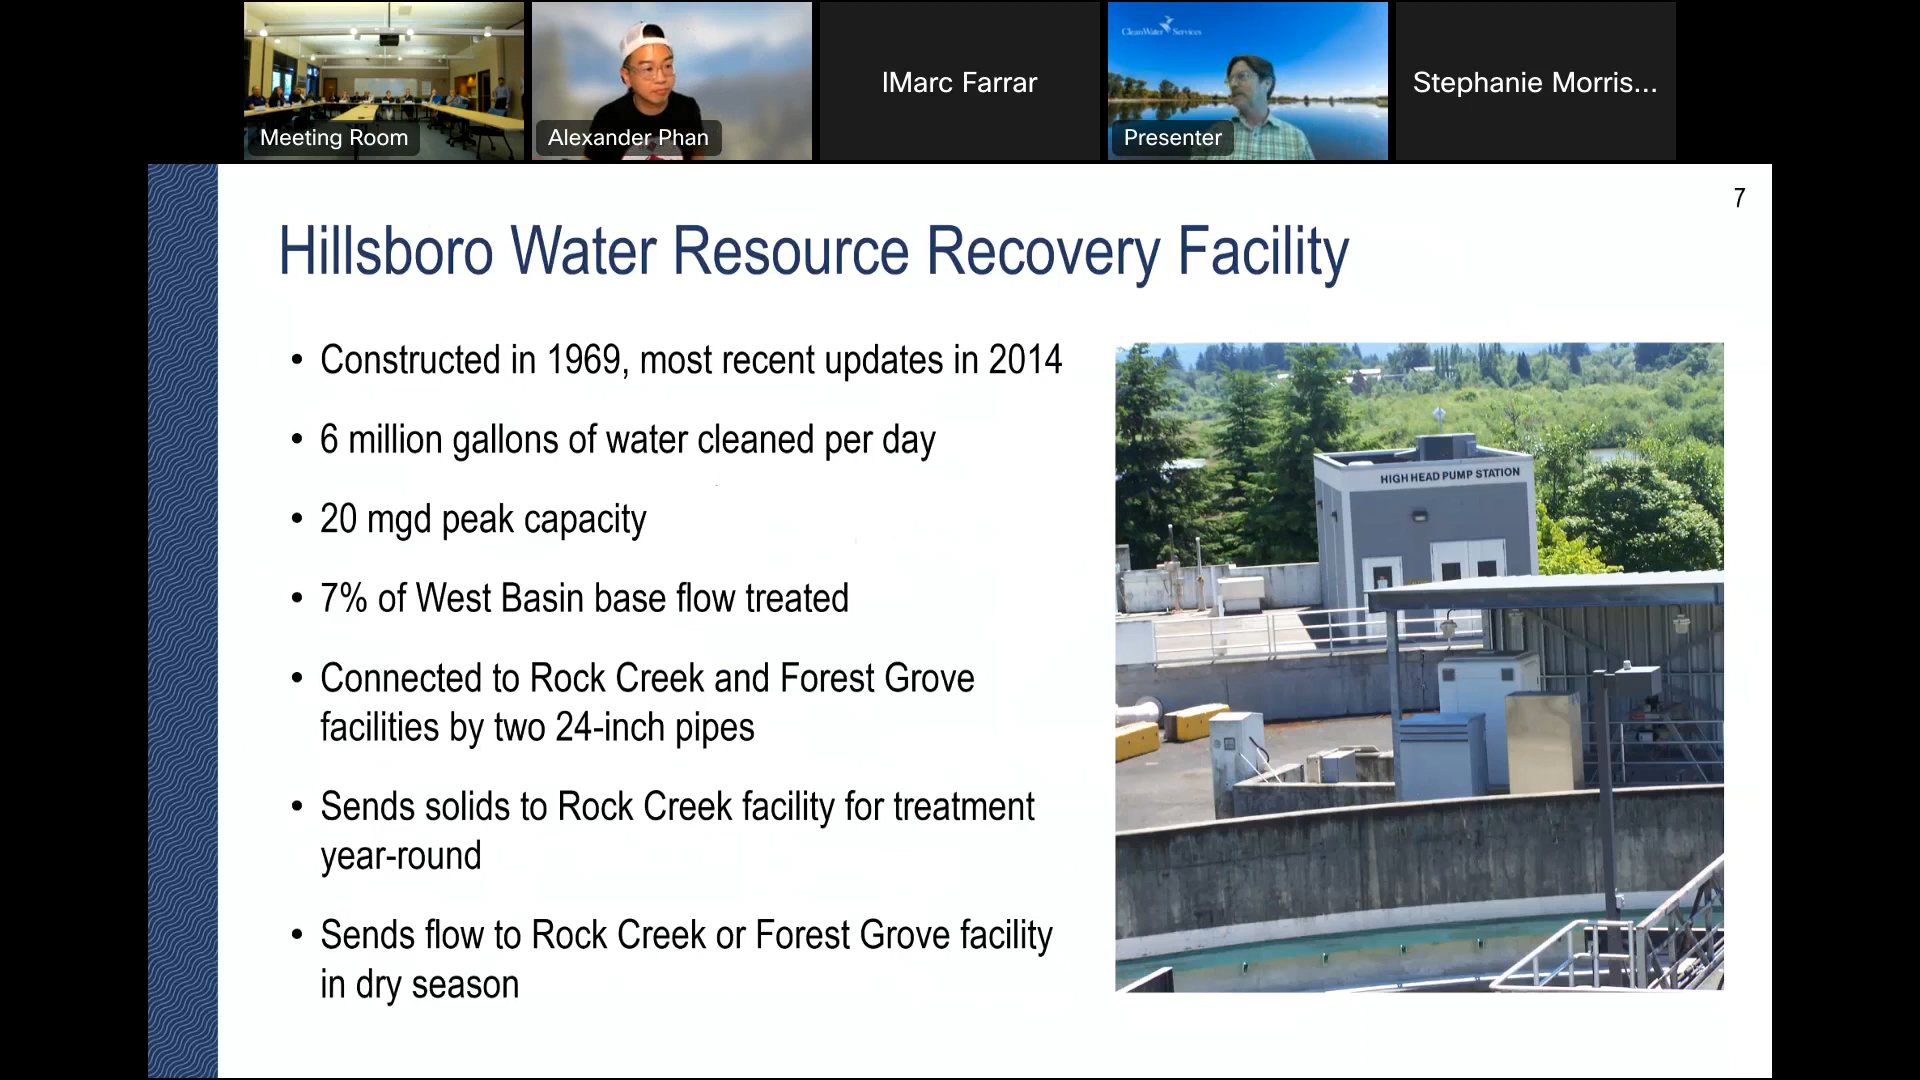 CleanWater Services
Meeting Room
Alexander Phan
IMarc Farrar
Presenter
Stephanie Morris...
7
Hillsboro Water Resource Recovery Facility
• Constructed in 1969, most recent updates in 2014
• 6 million gallons of water cleaned per day
• 20 mgd peak capacity
• 7% of West Basin base flow treated
• Connected to Rock Creek and Forest Grove
facilities by two 24-inch pipes
• Sends solids to Rock Creek facility for treatment
year-round
• Sends flow to Rock Creek or Forest Grove facility
in dry season
HIGH HEAD PUMP STATION